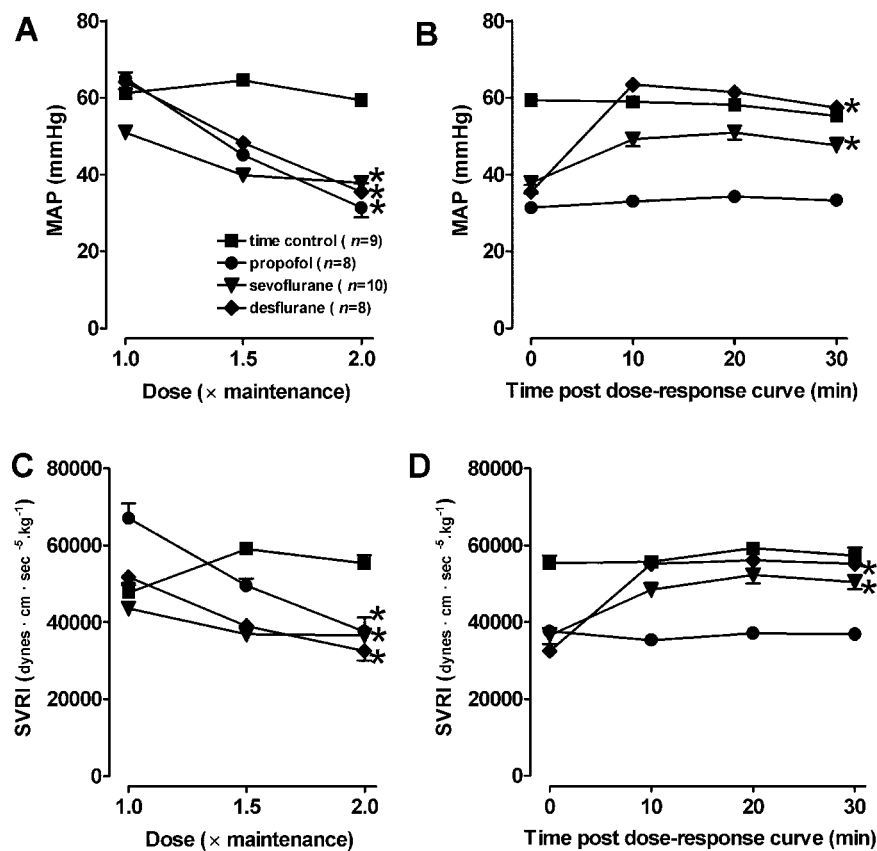 A
MAP (mmHg)
80
60
40
20
0
*
*
*
time control ( n=9)
propofol ( n=8)
sevoflurane ( n=10)
desflurane ( n=8)
1.0 1.5 2.0
Dose (× maintenance)
B
MAP (mmHg)
80
60
40
20
0
*
*
0 10 20 30
Time post dose-response curve (min)
C
SVRI (dynes · cm · sec -5.kg-1)
80000
60000
40000
20000
0
*
*
*
1.0 1.5 2.0
Dose (× maintenance)
D
SVRI (dynes · cm · sec -5.kg-1)
80000
60000
40000
20000
0
*
*
0 10 20 30
Time post dose-response curve (min)